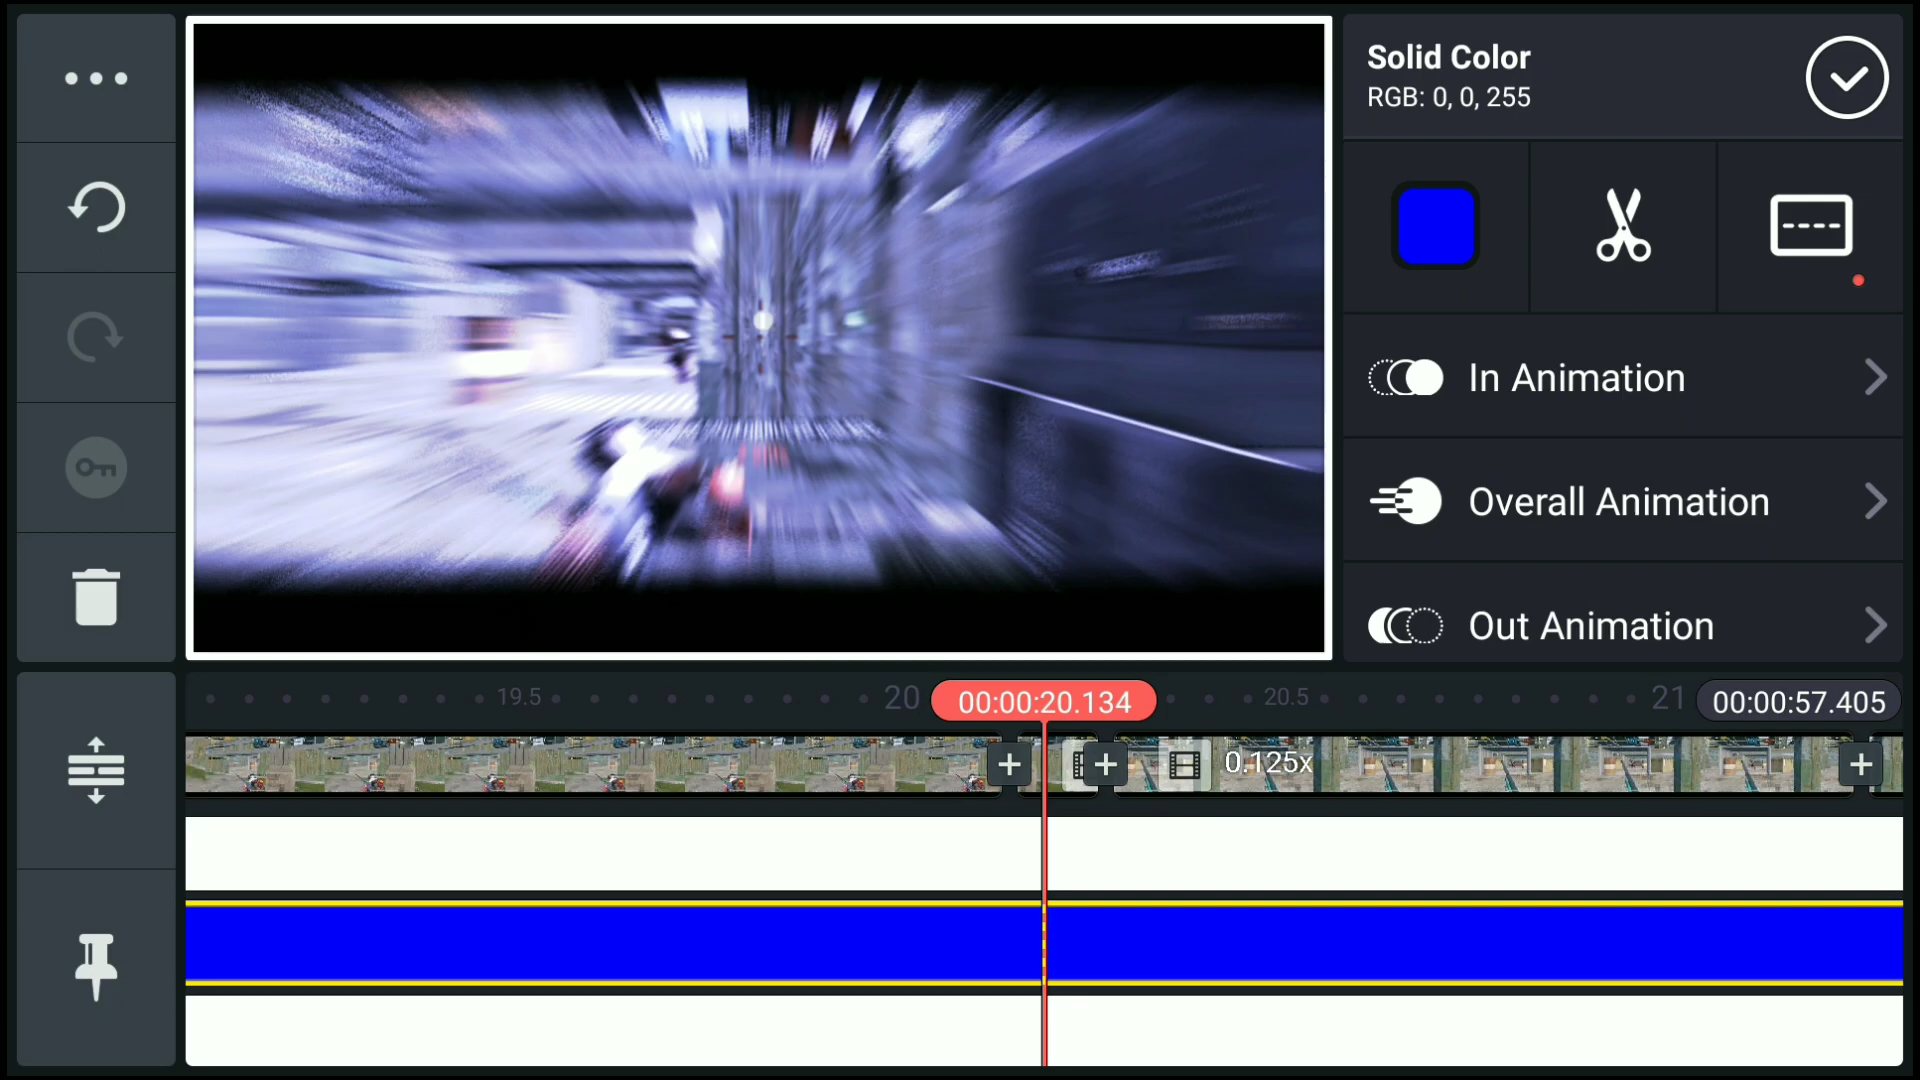 Solid Color
RGB: 0, 0, 255
In Animation
Overall Animation
Out Animation
19.5
20
00:00:20.134
20.5
21
00:00:57.405
0.125x